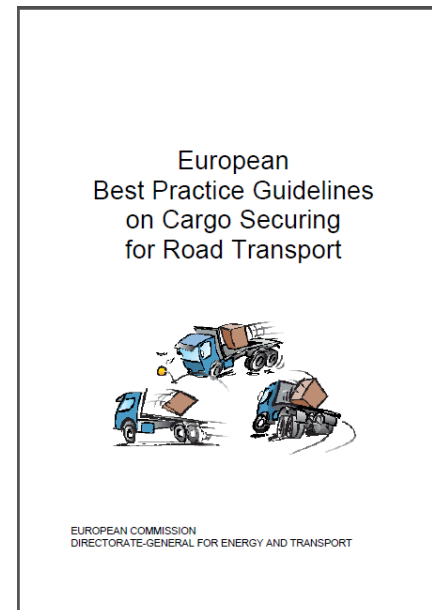 European
Best Practice Guidelines
on Cargo Securing
for Road Transport
EUROPEAN COMMISSION
DIRECTORATE-GENERAL FOR ENERGY AND TRANSPORT